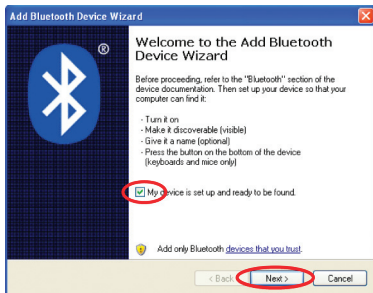 Add Bluetooth Device Wizard
®
Welcome to the Add Bluetooth
Device Wizard
Before proceeding, refer to the "Bluetooth" section of the
device documentation. Then set up your device so that your
computer can find it:
- Turn it on
- Make it discoverable (visible)
- Give it a name (optional)
- Press the button on the bottom of the device
(keyboards and mice only)
My device is set up and ready to be found.
Add only Bluetooth devices that you trust.
< Back
Next >
Cancel